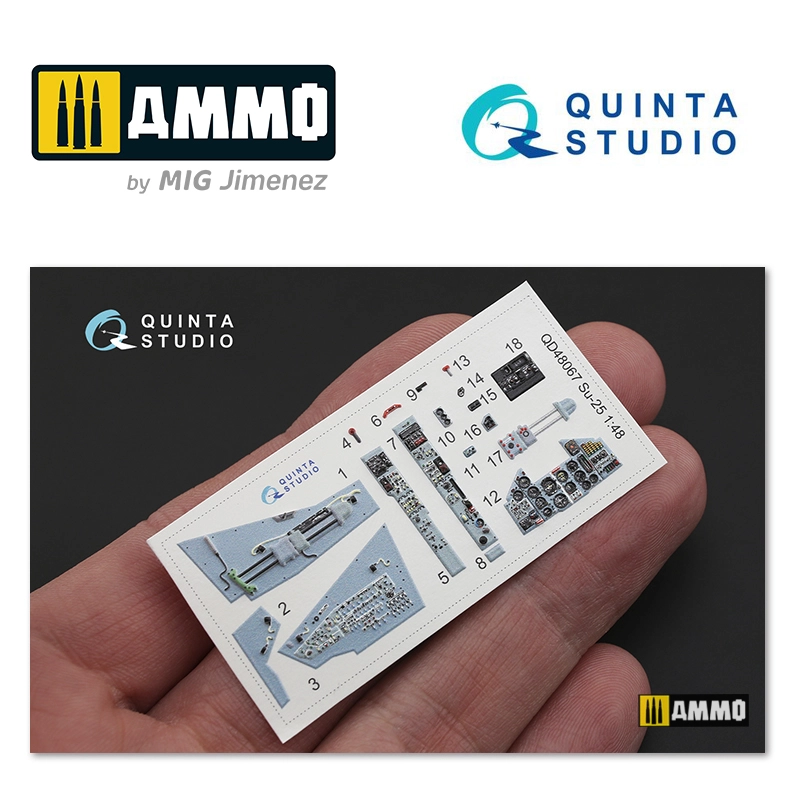 AMMO
by MIG Jimenez
QUINTA
STUDIO
QUINTA
STUDIO
QD48067 Su-25 1:48
18
13
14
15
9
6
10
16
4
7
17
11
1
12
QUINTA
STUDIO
5
8
2
3
AMMO